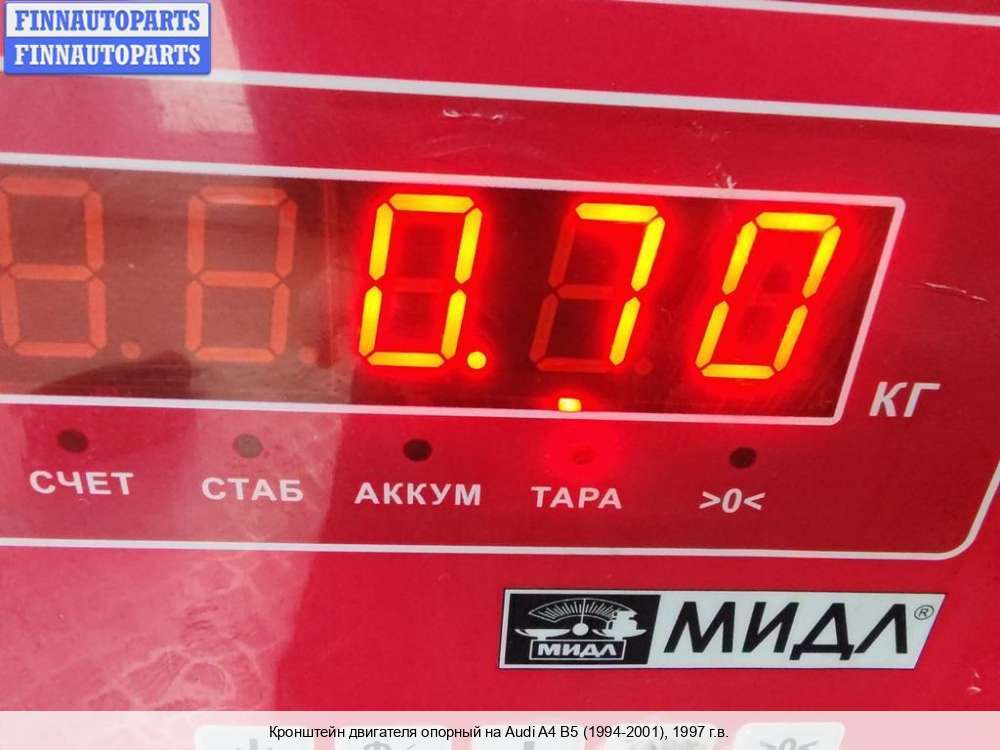 FINNAUTOPARTS
FINNAUTOPARTS
0.70
КГ
СЧЕТ СТАБ АККУМ ТАРА >0<
МИДЛ МИДЛ®
Кронштейн двигателя опорный на Audi A4 B5 (1994-2001), 1997 г.в.